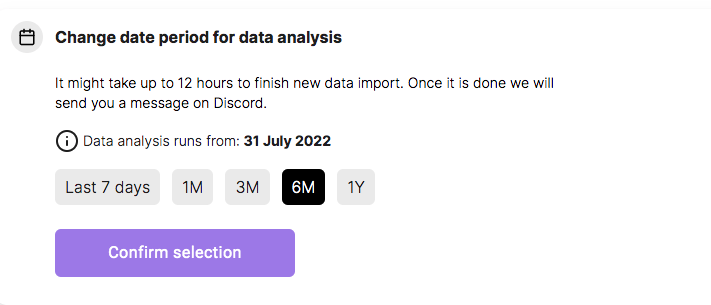 Change date period for data analysis
It might take up to 12 hours to finish new data import. Once it is done we will
send you a message on Discord.
Data analysis runs from: 31 July 2022
Last 7 days 1M 3M 6M 1Y
Confirm selection